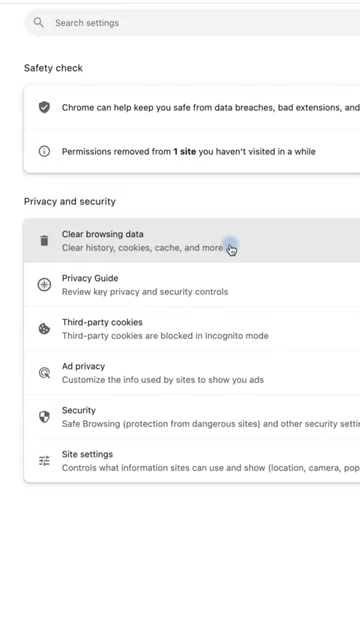 Search settings
Safety check
Chrome can help keep you safe from data breaches, bad extensions, and
Permissions removed from 1 site you haven't visited in a while
Privacy and security
Clear browsing data
Clear history, cookies, cache, and more
Privacy Guide
Review key privacy and security controls
Third-party cookies
Third-party cookies are blocked in Incognito mode
Ad privacy
Customize the info used by sites to show you ads
Security
Safe Browsing (protection from dangerous sites) and other security
Site settings
Controls what information sites can use and show (location, camera,